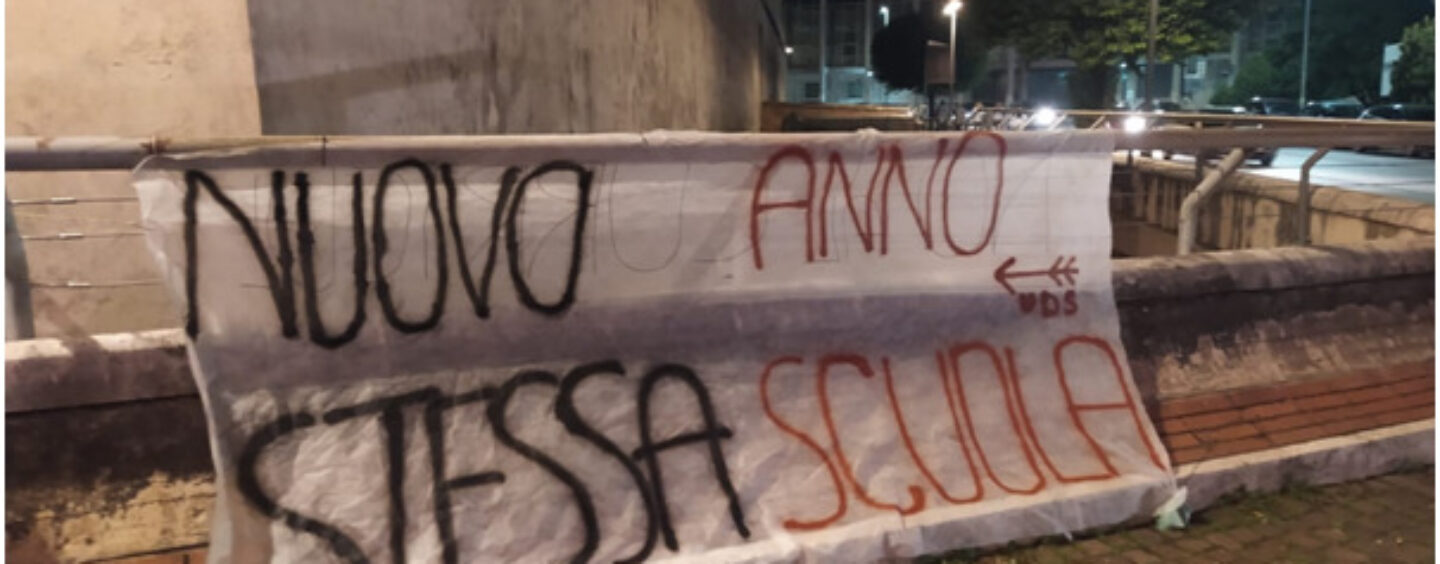 NUOVO ANNO
UDS
STESSA SCUOLA